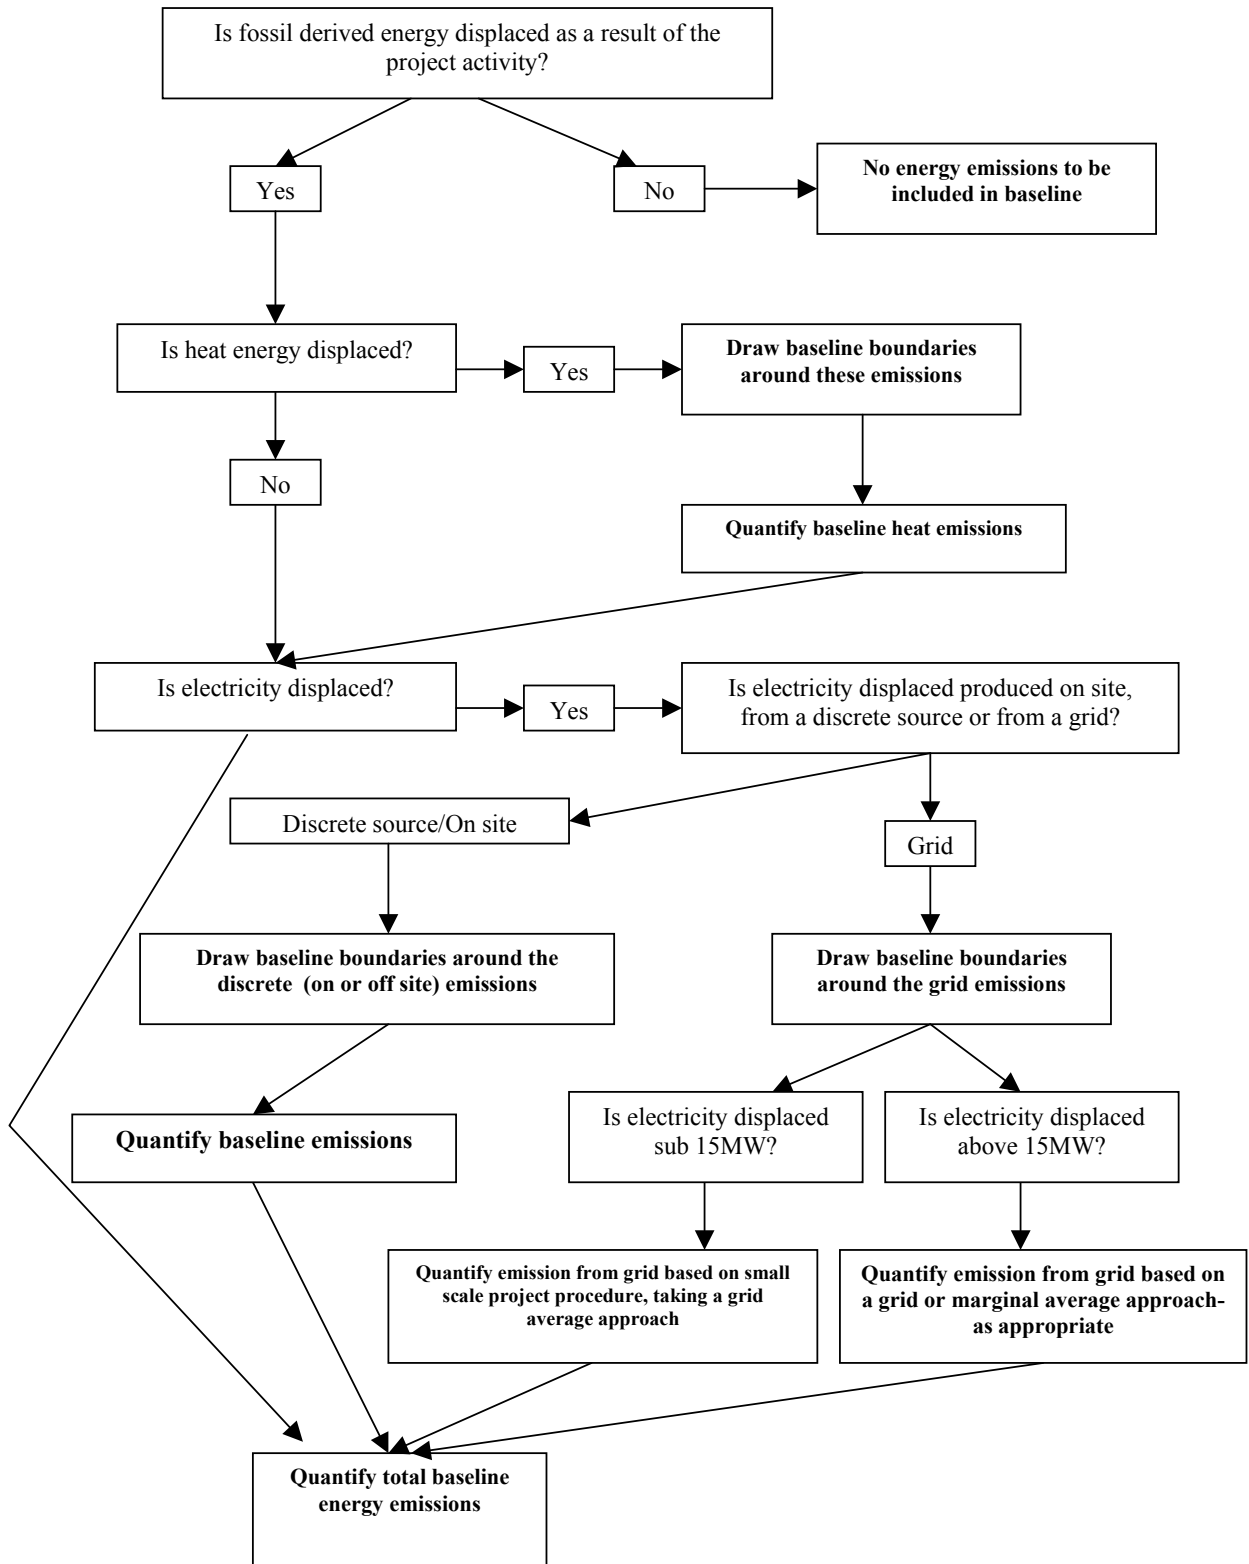 Is fossil derived energy displaced as a result of the
project activity?
Yes
No
No energy emissions to be
included in baseline
Is heat energy displaced?
Yes
Draw baseline boundaries
around these emissions
No
Quantify baseline heat emissions
Is electricity displaced?
Yes
Is electricity displaced produced on site,
from a discrete source or from a grid?
Discrete source/On site
Grid
Draw baseline boundaries around the
discrete (on or off site) emissions
Draw baseline boundaries
around the grid emissions
Quantify baseline emissions
Is electricity displaced
sub 15MW?
Is electricity displaced
above 15MW?
Quantify emission from grid based on small
scale project procedure, taking a grid
average approach
Quantify emission from grid based on
a grid or marginal average approach-
as appropriate
Quantify total baseline
energy emissions